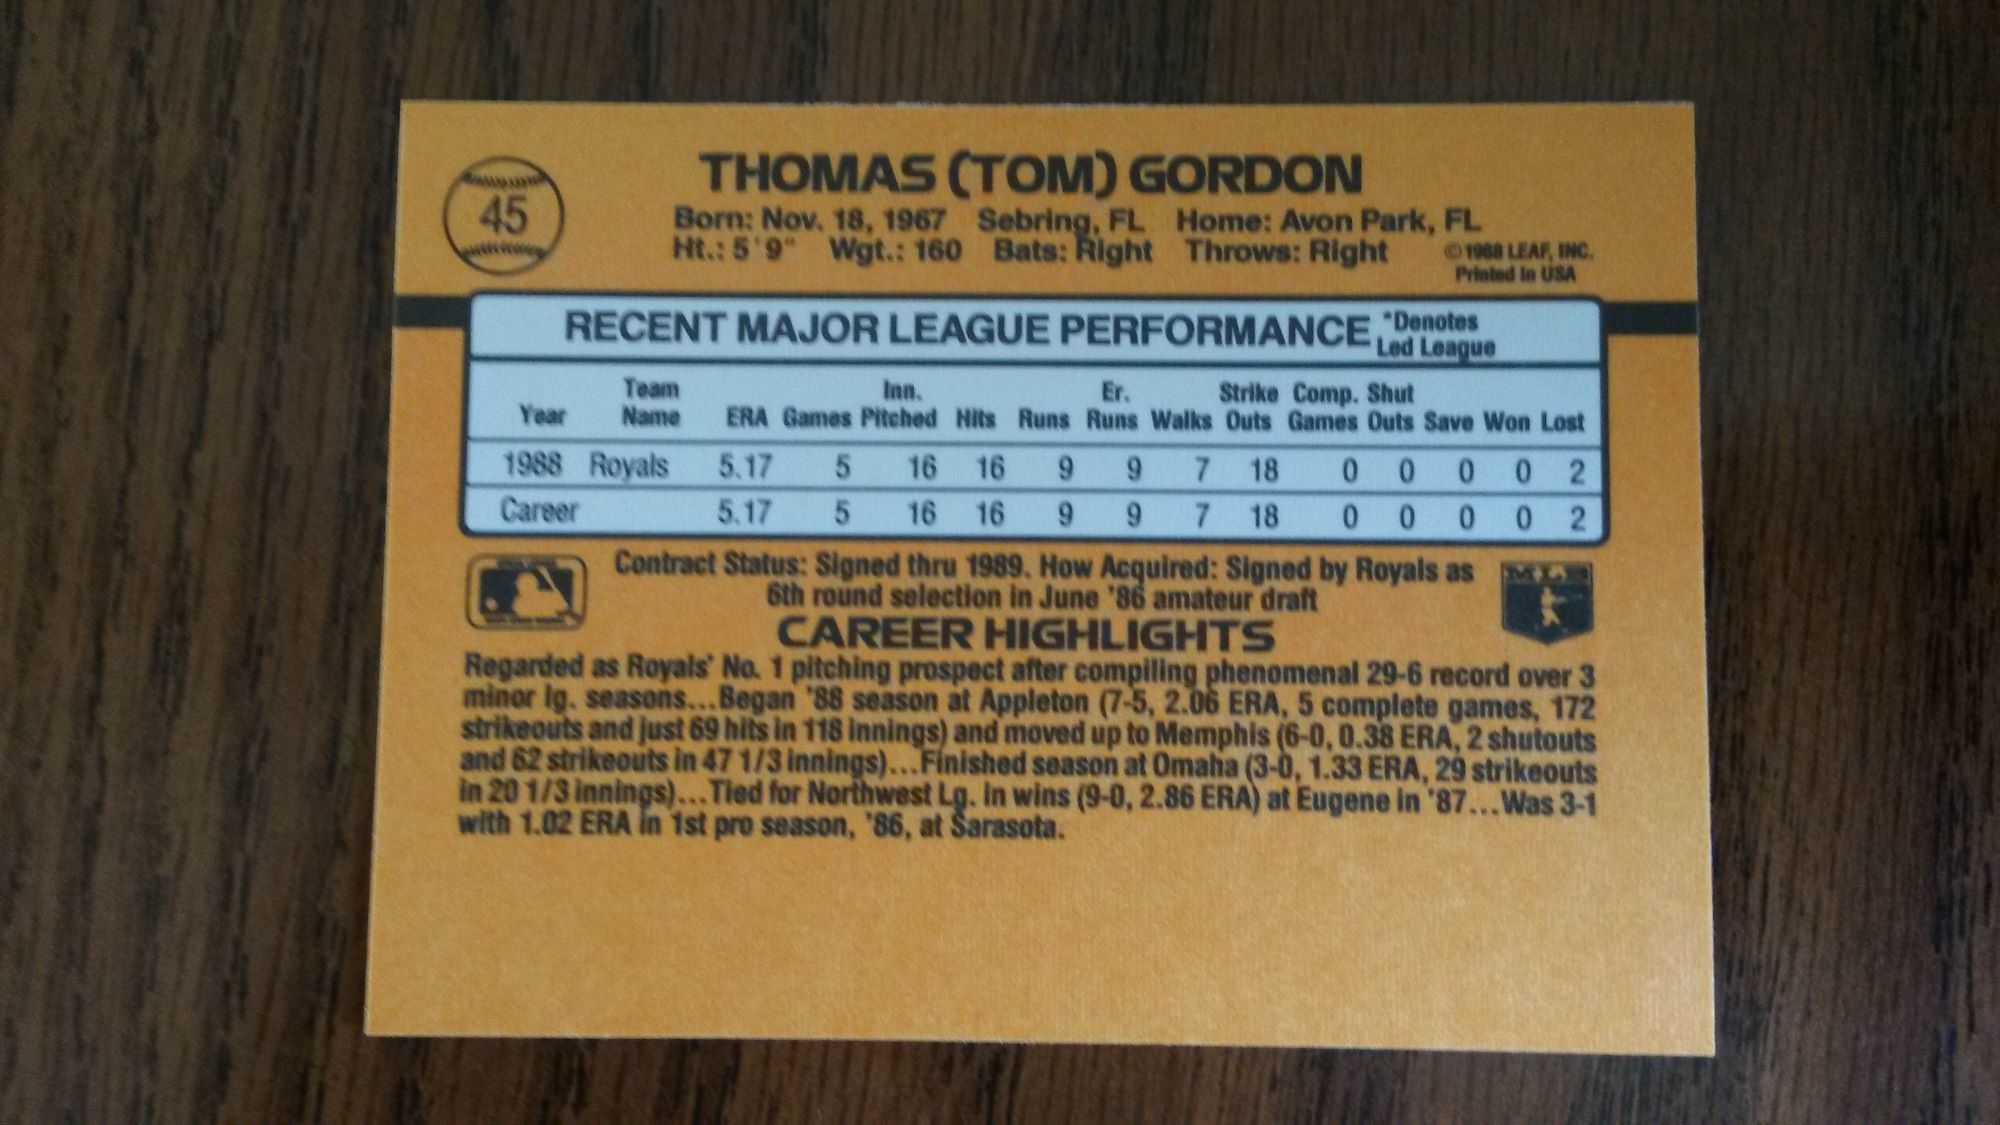 45
THOMAS (TOM) GORDON
Born: Nov. 18, 1967 Sebring, FL Home: Avon Park, FL
Ht.: 5'9" Wgt.: 160 Bats: Right Throws: Right
©1988 LEAF, INC.
Printed in USA
RECENT MAJOR LEAGUE PERFORMANCE *Denotes Led League
Year Team Name ERA Games Inn. Pitched Hits Runs Er. Runs Walks Strike Outs Comp. Games Shut Outs Save Won Lost
1988 Royals 5.17 5 16 16 9 9 7 18 0 0 0 0 2
Career 5.17 5 16 16 9 9 7 18 0 0 0 0 2
Contract Status: Signed thru 1989. How Acquired: Signed by Royals as
6th round selection in June '86 amateur draft
CAREER HIGHLIGHTS
Regarded as Royals' No. 1 pitching prospect after compiling phenomenal 29-6 record over 3
minor lg. seasons...Began '88 season at Appleton (7-5, 2.06 ERA, 5 complete games, 172
strikeouts and just 69 hits in 118 innings) and moved up to Memphis (6-0, 0.38 ERA, 2 shutouts
and 62 strikeouts in 47 1/3 innings)...Finished season at Omaha (3-0, 1.33 ERA, 29 strikeouts
in 20 1/3 innings)...Tied for Northwest Lg. in wins (9-0, 2.86 ERA) at Eugene in '87...Was 3-1
with 1.02 ERA in 1st pro season, '86, at Sarasota.